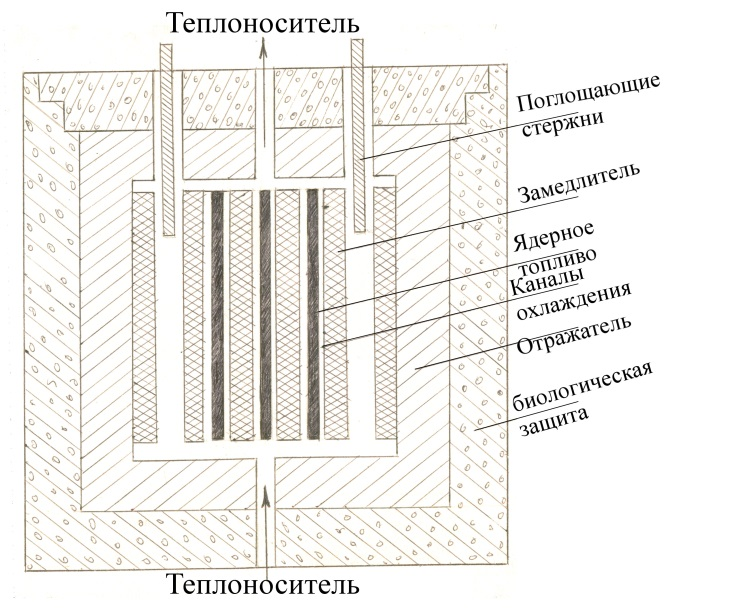 Теплоноситель
Поглощающие
стержни
Замедлитель
Ядерное
топливо
Каналы
охлаждения
Отражатель
биологическая
защита
Теплоноситель